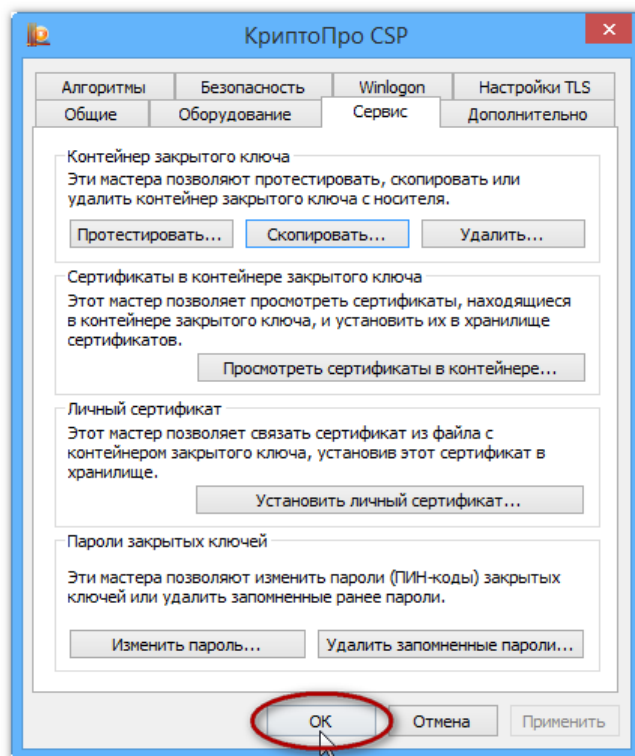 КриптоПро CSP
Алгоритмы Безопасность Winlogon Настройки TLS
Общие Оборудование Сервис Дополнительно
Контейнер закрытого ключа
Эти мастера позволяют протестировать, скопировать или
удалить контейнер закрытого ключа с носителя.
Протестировать... Скопировать... Удалить...
Сертификаты в контейнере закрытого ключа
Этот мастер позволяет просмотреть сертификаты, находящиеся
в контейнере закрытого ключа, и установить их в хранилище
сертификатов.
Просмотреть сертификаты в контейнере...
Личный сертификат
Этот мастер позволяет связать сертификат из файла с
контейнером закрытого ключа, установив этот сертификат в
хранилище.
Установить личный сертификат...
Пароли закрытых ключей
Эти мастера позволяют изменить пароли (ПИН-коды) закрытых
ключей или удалить запомненные ранее пароли.
Изменить пароль... Удалить запомненные пароли...
ОК Отмена Применить